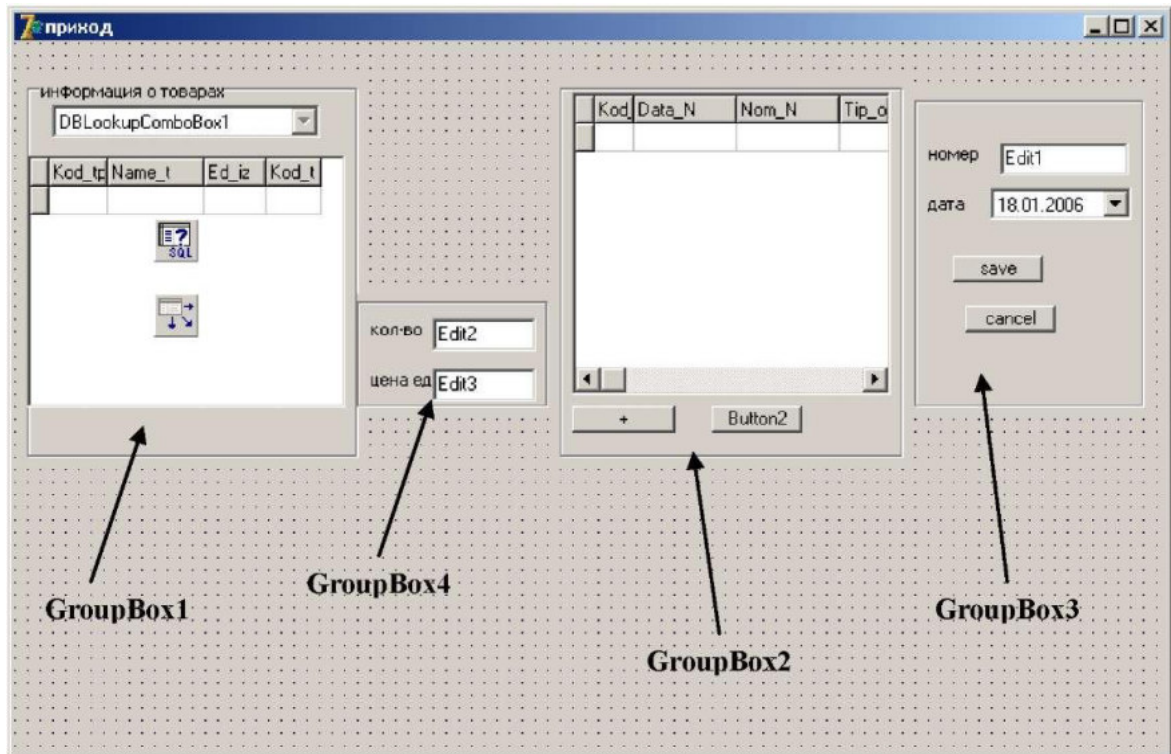 приход
информация о товарах
DBLookupComboBox1
Kod_tp Name_t Ed_iz Kod_t
?
SQL
кол-во Edit2
цена ед Edit3
Kod_ Data_N Nom_N Tip_o
+ Button2
номер Edit1
дата 18.01.2006
save
cancel
GroupBox1
GroupBox4
GroupBox2
GroupBox3